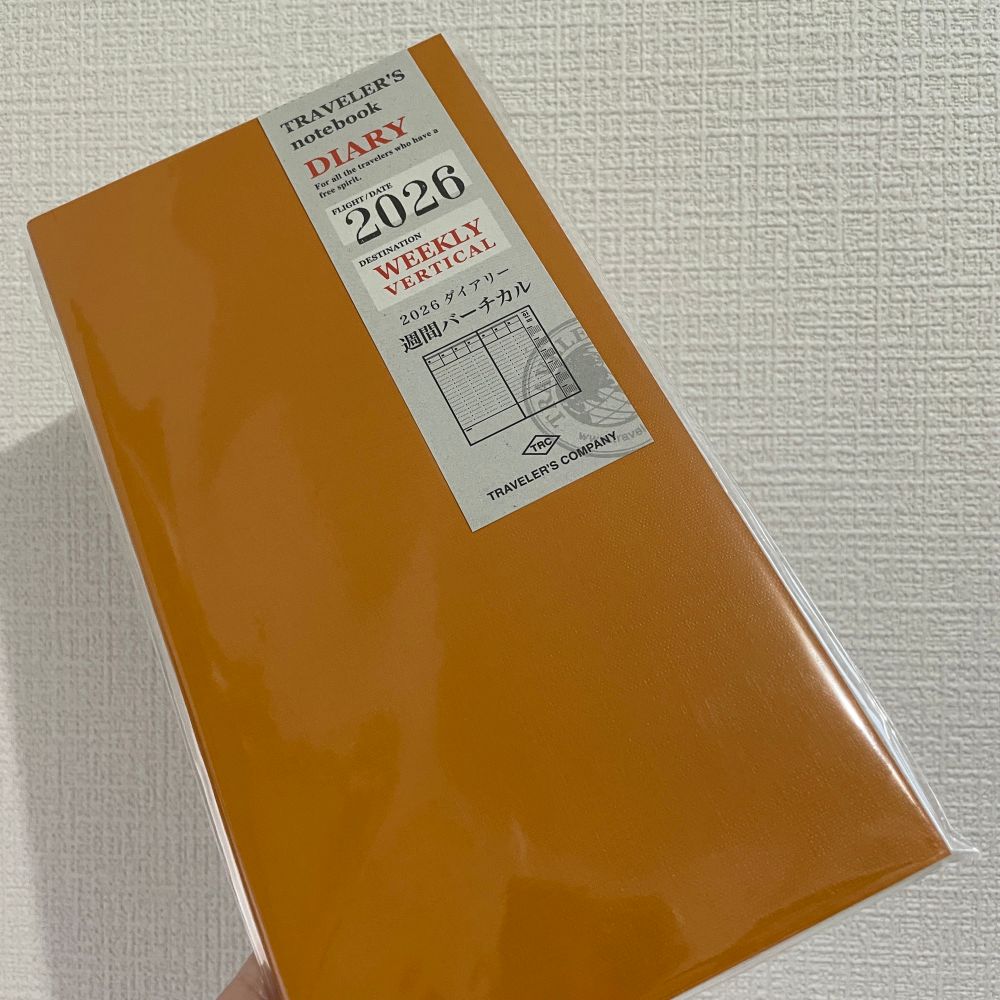 TRAVELER'S
notebook
DIARY
For all the travelers who have a
free spirit.
FLIGHT/DATE
2026
DESTINATION
WEEKLY
VERTICAL
2026 ダイアリー
週間バーチカル
TRC
TRAVELER'S COMPANY